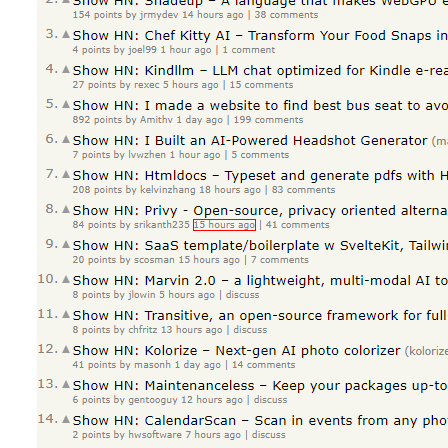 2. Show HN: Shadeup – A language that makes WebGPU e
154 points by jrmydev 14 hours ago | 38 comments
3. Show HN: Chef Kitty AI – Transform Your Food Snaps in
4 points by joel99 1 hour ago | 1 comment
4. Show HN: Kindllm – LLM chat optimized for Kindle e-rea
27 points by rexec 5 hours ago | 15 comments
5. Show HN: I made a website to find best bus seat to avo
892 points by Amithv 1 day ago | 199 comments
6. Show HN: I Built an AI-Powered Headshot Generator (m
7 points by lvwzhen 1 hour ago | 5 comments
7. Show HN: Htmldocs – Typeset and generate pdfs with H
208 points by kelvinzhang 18 hours ago | 83 comments
8. Show HN: Privy - Open-source, privacy oriented alterna
84 points by srikanth235 15 hours ago | 41 comments
9. Show HN: SaaS template/boilerplate w SvelteKit, Tailwi
20 points by scosman 15 hours ago | 7 comments
10. Show HN: Marvin 2.0 – a lightweight, multi-modal AI to
8 points by jlowin 5 hours ago | discuss
11. Show HN: Transitive, an open-source framework for full
8 points by chfritz 13 hours ago | discuss
12. Show HN: Kolorize – Next-gen AI photo colorizer (koloriz
41 points by masonh 1 day ago | 14 comments
13. Show HN: Maintenanceless – Keep your packages up-to
6 points by gentooguy 12 hours ago | discuss
14. Show HN: CalendarScan – Scan in events from any pho
2 points by hwsoftware 7 hours ago | discuss